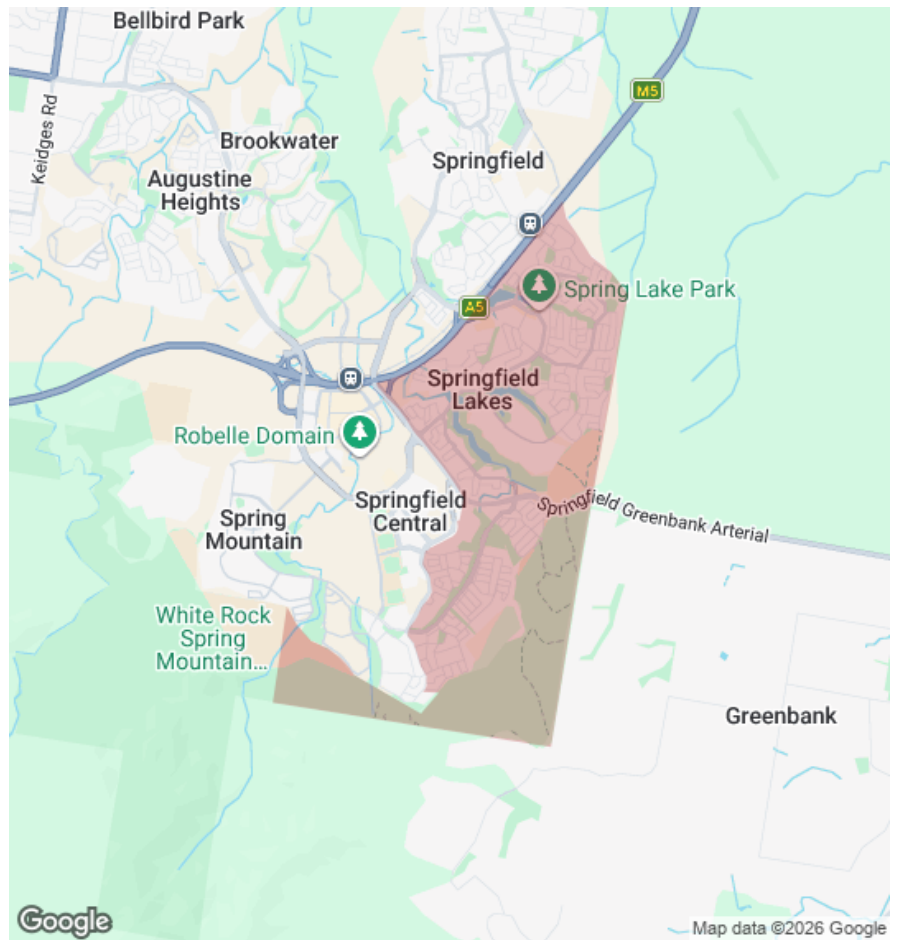 Bellbird Park
M5
Keidges Rd
Brookwater
Springfield
Augustine
Heights
Spring Lake Park
A5
Springfield
Lakes
Robelle Domain
Springfield
Central
Springfield Greenbank Arterial
Spring
Mountain
White Rock
Spring
Mountain...
Greenbank
Google
Map data ©2026 Google